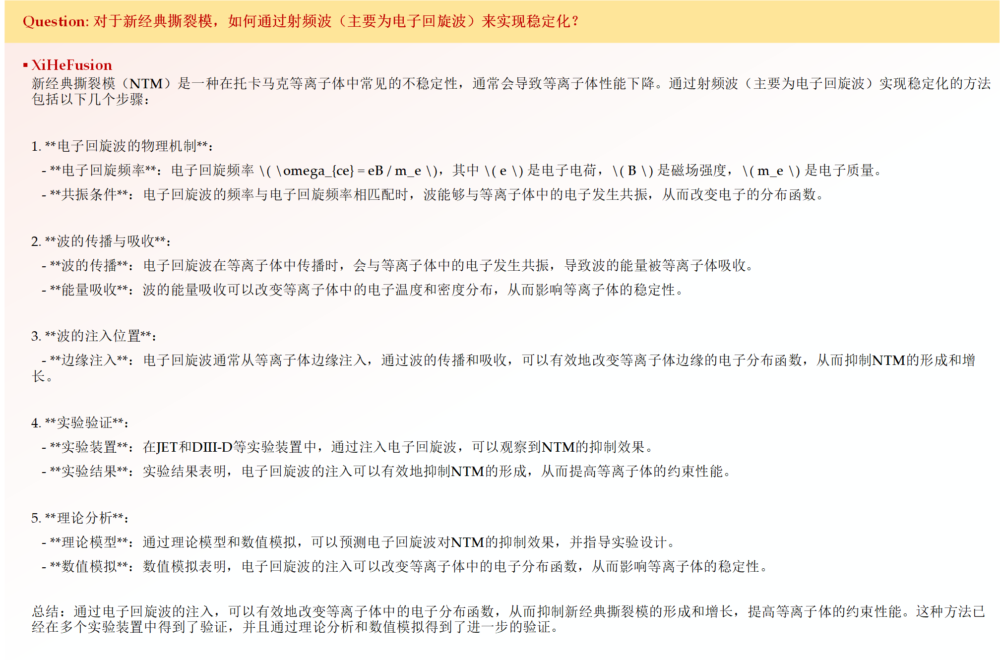 Question: 对于新经典撕裂模，如何通过射频波（主要为电子回旋波）来实现稳定化？
▪ XiHeFusion
新经典撕裂模（NTM）是一种在托卡马克等离子体中常见的不稳定性，通常会导致等离子体性能下降。通过射频波（主要为电子回旋波）实现稳定化的方法
包括以下几个步骤：
1. **电子回旋波的物理机制**：
- **电子回旋频率**：电子回旋频率 \( \omega_{ce} = eB / m_e \)，其中 \( e \) 是电子电荷，\( B \) 是磁场强度，\( m_e \) 是电子质量。
- **共振条件**：电子回旋波的频率与电子回旋频率相匹配时，波能够与等离子体中的电子发生共振，从而改变电子的分布函数。
2. **波的传播与吸收**：
- **波的传播**：电子回旋波在等离子体中传播时，会与等离子体中的电子发生共振，导致波的能量被等离子体吸收。
- **能量吸收**：波的能量吸收可以改变等离子体中的电子温度和密度分布，从而影响等离子体的稳定性。
3. **波的注入位置**：
- **边缘注入**：电子回旋波通常从等离子体边缘注入，通过波的传播和吸收，可以有效地改变等离子体边缘的电子分布函数，从而抑制NTM的形成和增
长。
4. **实验验证**：
- **实验装置**：在JET和DIII-D等实验装置中，通过注入电子回旋波，可以观察到NTM的抑制效果。
- **实验结果**：实验结果表明，电子回旋波的注入可以有效地抑制NTM的形成，从而提高等离子体的约束性能。
5. **理论分析**：
- **理论模型**：通过理论模型和数值模拟，可以预测电子回旋波对NTM的抑制效果，并指导实验设计。
- **数值模拟**：数值模拟表明，电子回旋波的注入可以改变等离子体中的电子分布函数，从而影响等离子体的稳定性。
总结：通过电子回旋波的注入，可以有效地改变等离子体中的电子分布函数，从而抑制新经典撕裂模的形成和增长，提高等离子体的约束性能。这种方法已
经在多个实验装置中得到了验证，并且通过理论分析和数值模拟得到了进一步的验证。